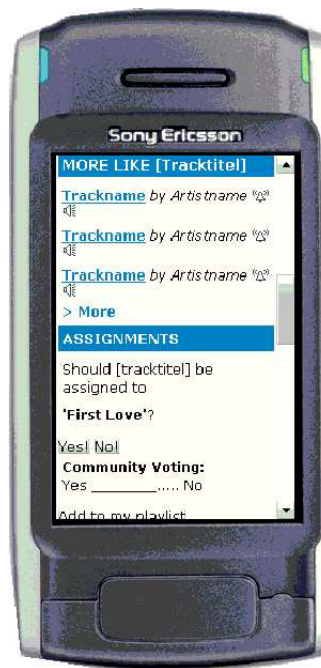 Sony Ericsson
MORE LIKE [Tracktitel]
Trackname by Artistname
Trackname by Artistname
Trackname by Artistname
> More
ASSIGNMENTS
Should [tracktitel] be
assigned to
'First Love'?
Yes! No!
Community Voting:
Yes ________..... No
Add to my playlist